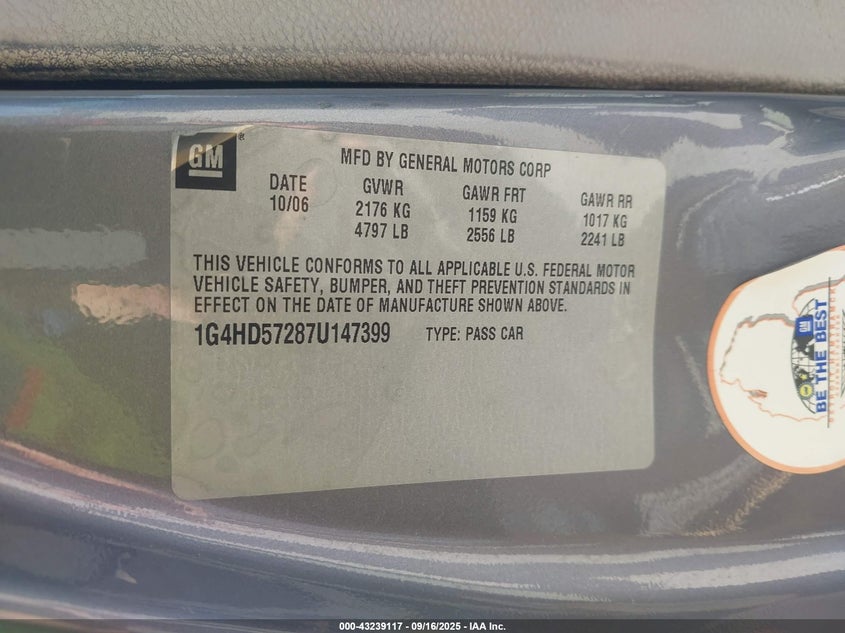 GM
®
MFD BY GENERAL MOTORS CORP
DATE GVWR GAWR FRT GAWR RR
10/06 2176 KG 1159 KG 1017 KG
4797 LB 2556 LB 2241 LB
THIS VEHICLE CONFORMS TO ALL APPLICABLE U.S. FEDERAL MOTOR
VEHICLE SAFETY, BUMPER, AND THEFT PREVENTION STANDARDS IN
EFFECT ON THE DATE OF MANUFACTURE SHOWN ABOVE.
1G4HD57287U147399 TYPE: PASS CAR
GM
BE THE BEST
000-43239117 - 09/16/2025 - IAA Inc.